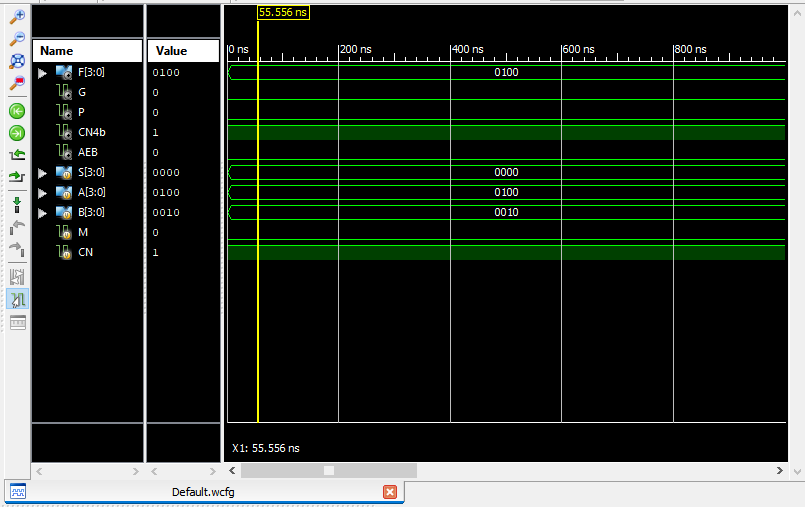 55.556 ns
Name Value
0 ns 200 ns 400 ns 600 ns 800 ns
F[3:0] 0100 0100
G 0
P 0
CN4b 1
AEB 0
S[3:0] 0000 0000
A[3:0] 0100 0100
B[3:0] 0010 0010
M 0
CN 1
X1: 55.556 ns
Default.wcfg